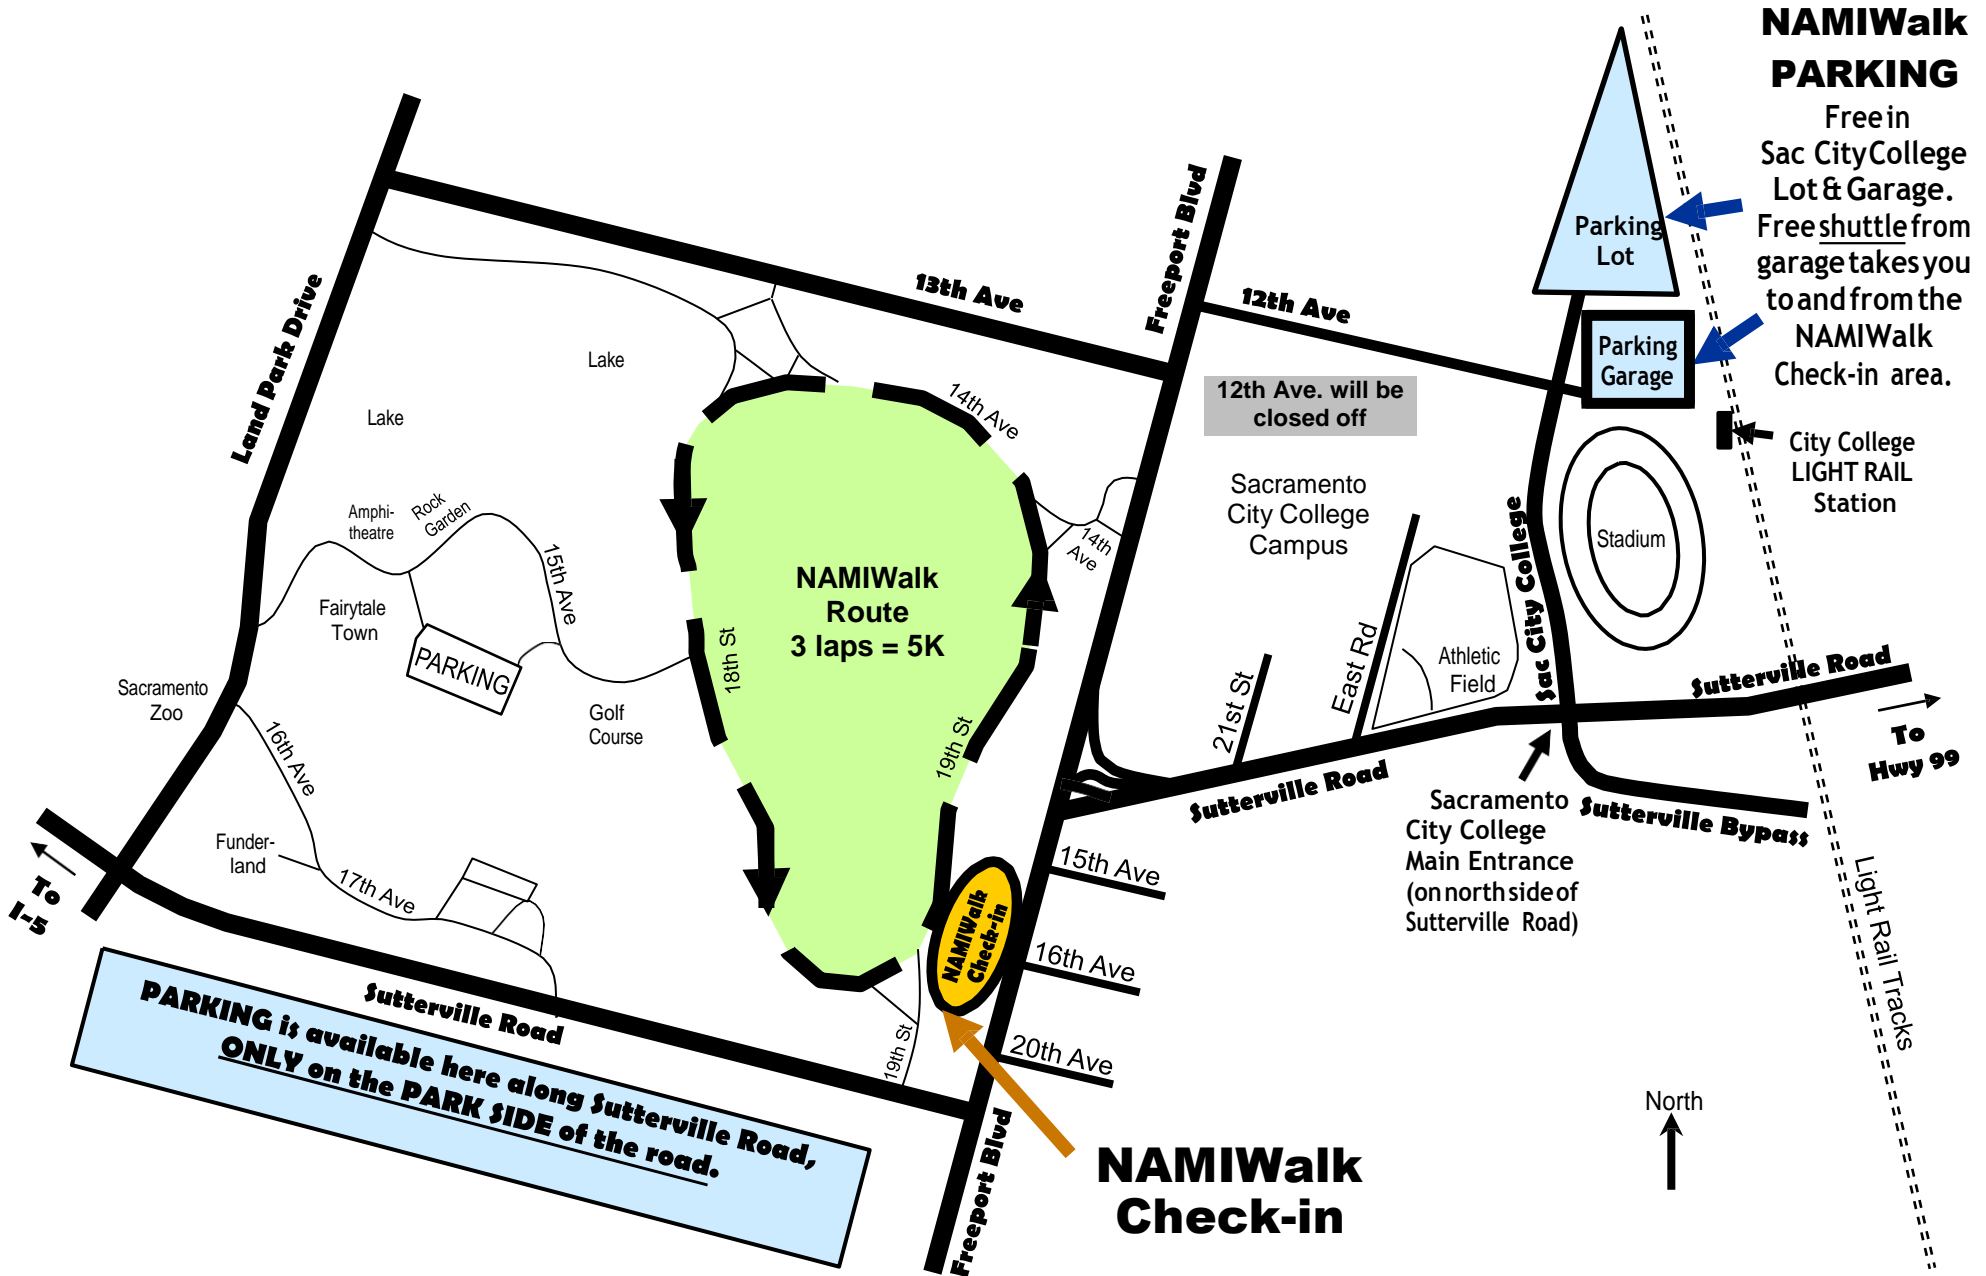 NAMIWalk
PARKING
Free in
Sac City College
Lot & Garage.
Free shuttle from
garage takes you
to and from the
NAMIWalk
Check-in area.
City College
LIGHT RAIL
Station
Parking
Lot
Parking
Garage
Freeport Blvd
13th Ave
12th Ave
12th Ave. will be
closed off
Land Park Drive
Lake
Lake
14th Ave
Sacramento
City College
Campus
Sac City College
Stadium
Amphi-
theatre
Rock
Garden
15th Ave
14th
Ave
Fairytale
Town
PARKING
NAMIWalk
Route
3 laps = 5K
18th St
19th St
21st St
East Rd
Athletic
Field
Sutterville Road
To
Hwy 99
Sacramento
Zoo
Golf
Course
16th Ave
Sutterville Road
Sacramento
City College
Main Entrance
(on north side of
Sutterville Road)
Sutterville Bypass
Funder-
land
17th Ave
To
I-5
15th Ave
16th Ave
20th Ave
NAMIWalk
Check-in
Light Rail Tracks
Sutterville Road
19th St
PARKING is available here along Sutterville Road,
ONLY on the PARK SIDE of the road.
Freeport Blvd
NAMIWalk
Check-in
North